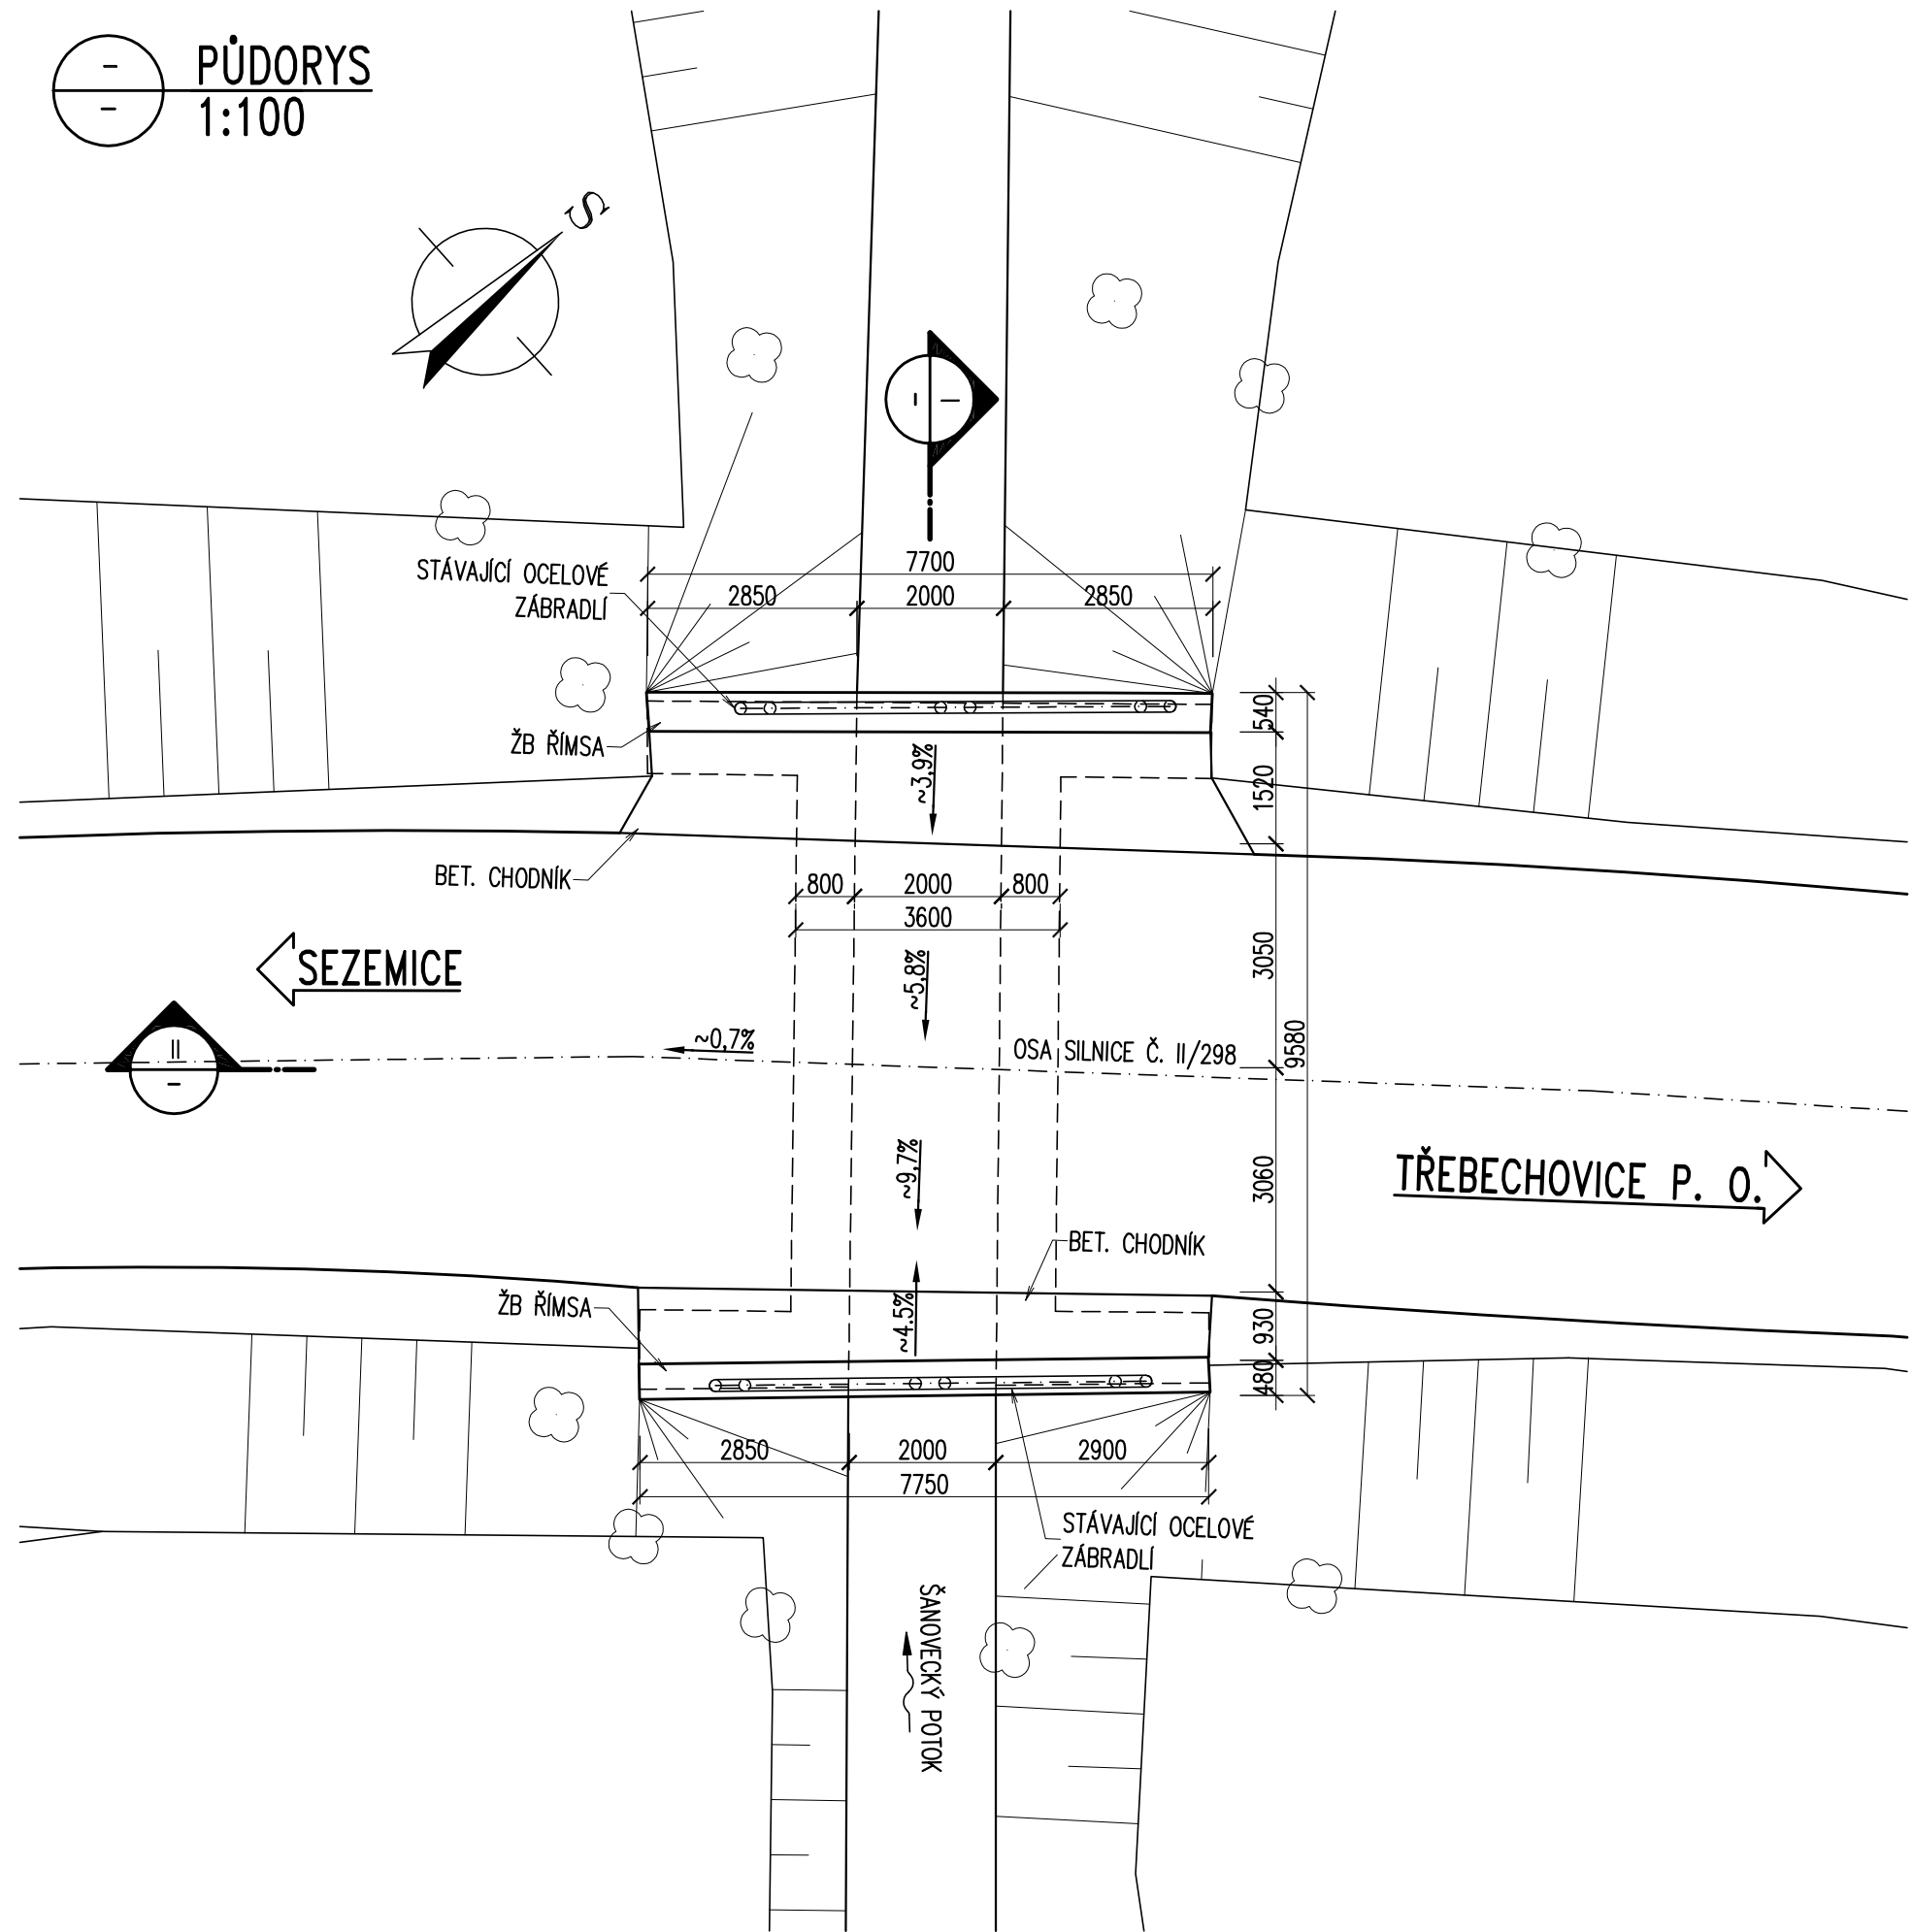 PŮDORYS
1:100
S
7700
2850 2000 2850
STÁVAJÍCÍ OCELOVÉ
ZÁBRADLÍ
ŽB ŘÍMSA
~3,9%
540
1520
BET. CHODNÍK
800 2000 800
3600
3050
SEZEMICE
~5,8%
~0,7%
OSA SILNICE Č. II/298
9580
II
~9,7%
3060
TŘEBECHOVICE P. O.
BET. CHODNÍK
ŽB ŘÍMSA
~4.5%
930
480
2850 2000 2900
7750
STÁVAJÍCÍ OCELOVÉ
ZÁBRADLÍ
ŠANOVECKÝ POTOK